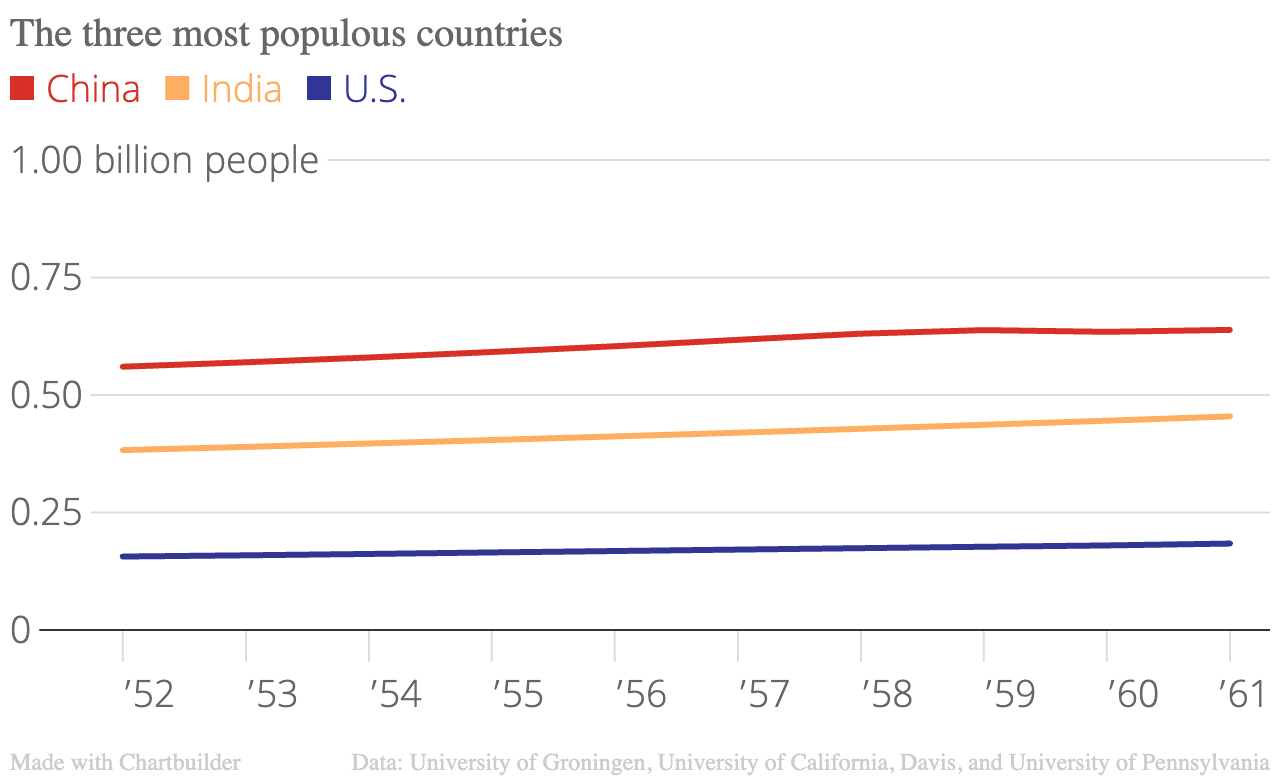 The three most populous countries
China India U.S.
1.00 billion people
0.75
0.50
0.25
0
’52 ’53 ’54 ’55 ’56 ’57 ’58 ’59 ’60 ’61
Made with Chartbuilder Data: University of Groningen, University of California, Davis, and University of Pennsylvania